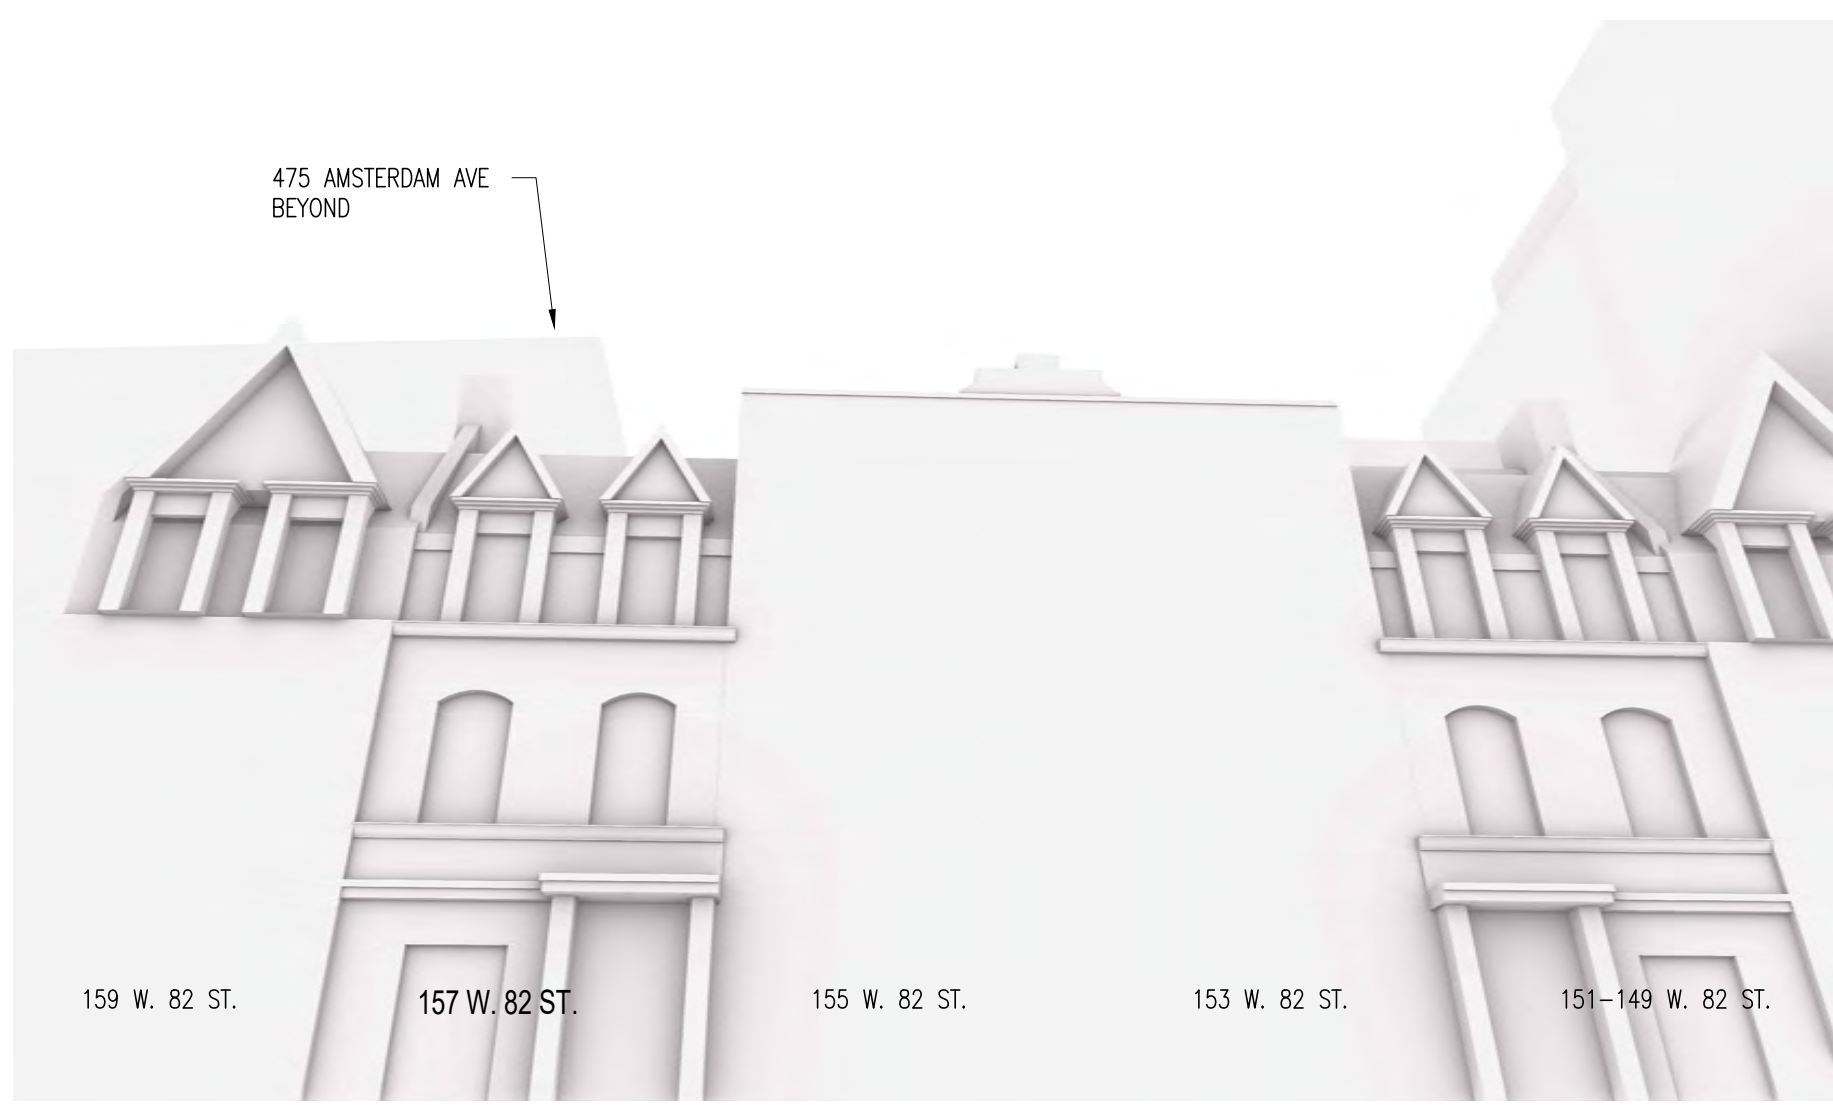 475 AMSTERDAM AVE
BEYOND
159 W. 82 ST.
157 W. 82 ST.
155 W. 82 ST.
153 W. 82 ST.
151-149 W. 82 ST.